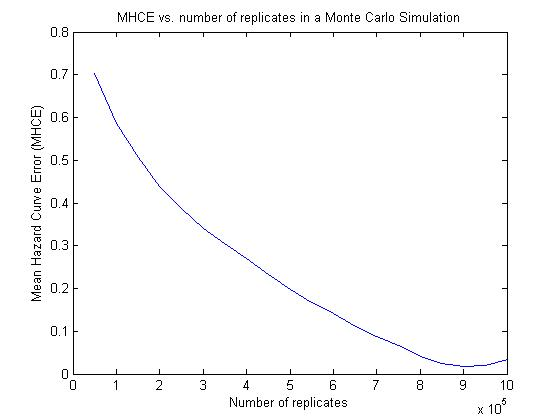 MHCE vs. number of replicates in a Monte Carlo Simulation
0.8
0.7
0.6
0.5
0.4
0.3
0.2
0.1
0
Mean Hazard Curve Error (MHCE)
0 1 2 3 4 5 6 7 8 9 10
Number of replicates
x 10^5